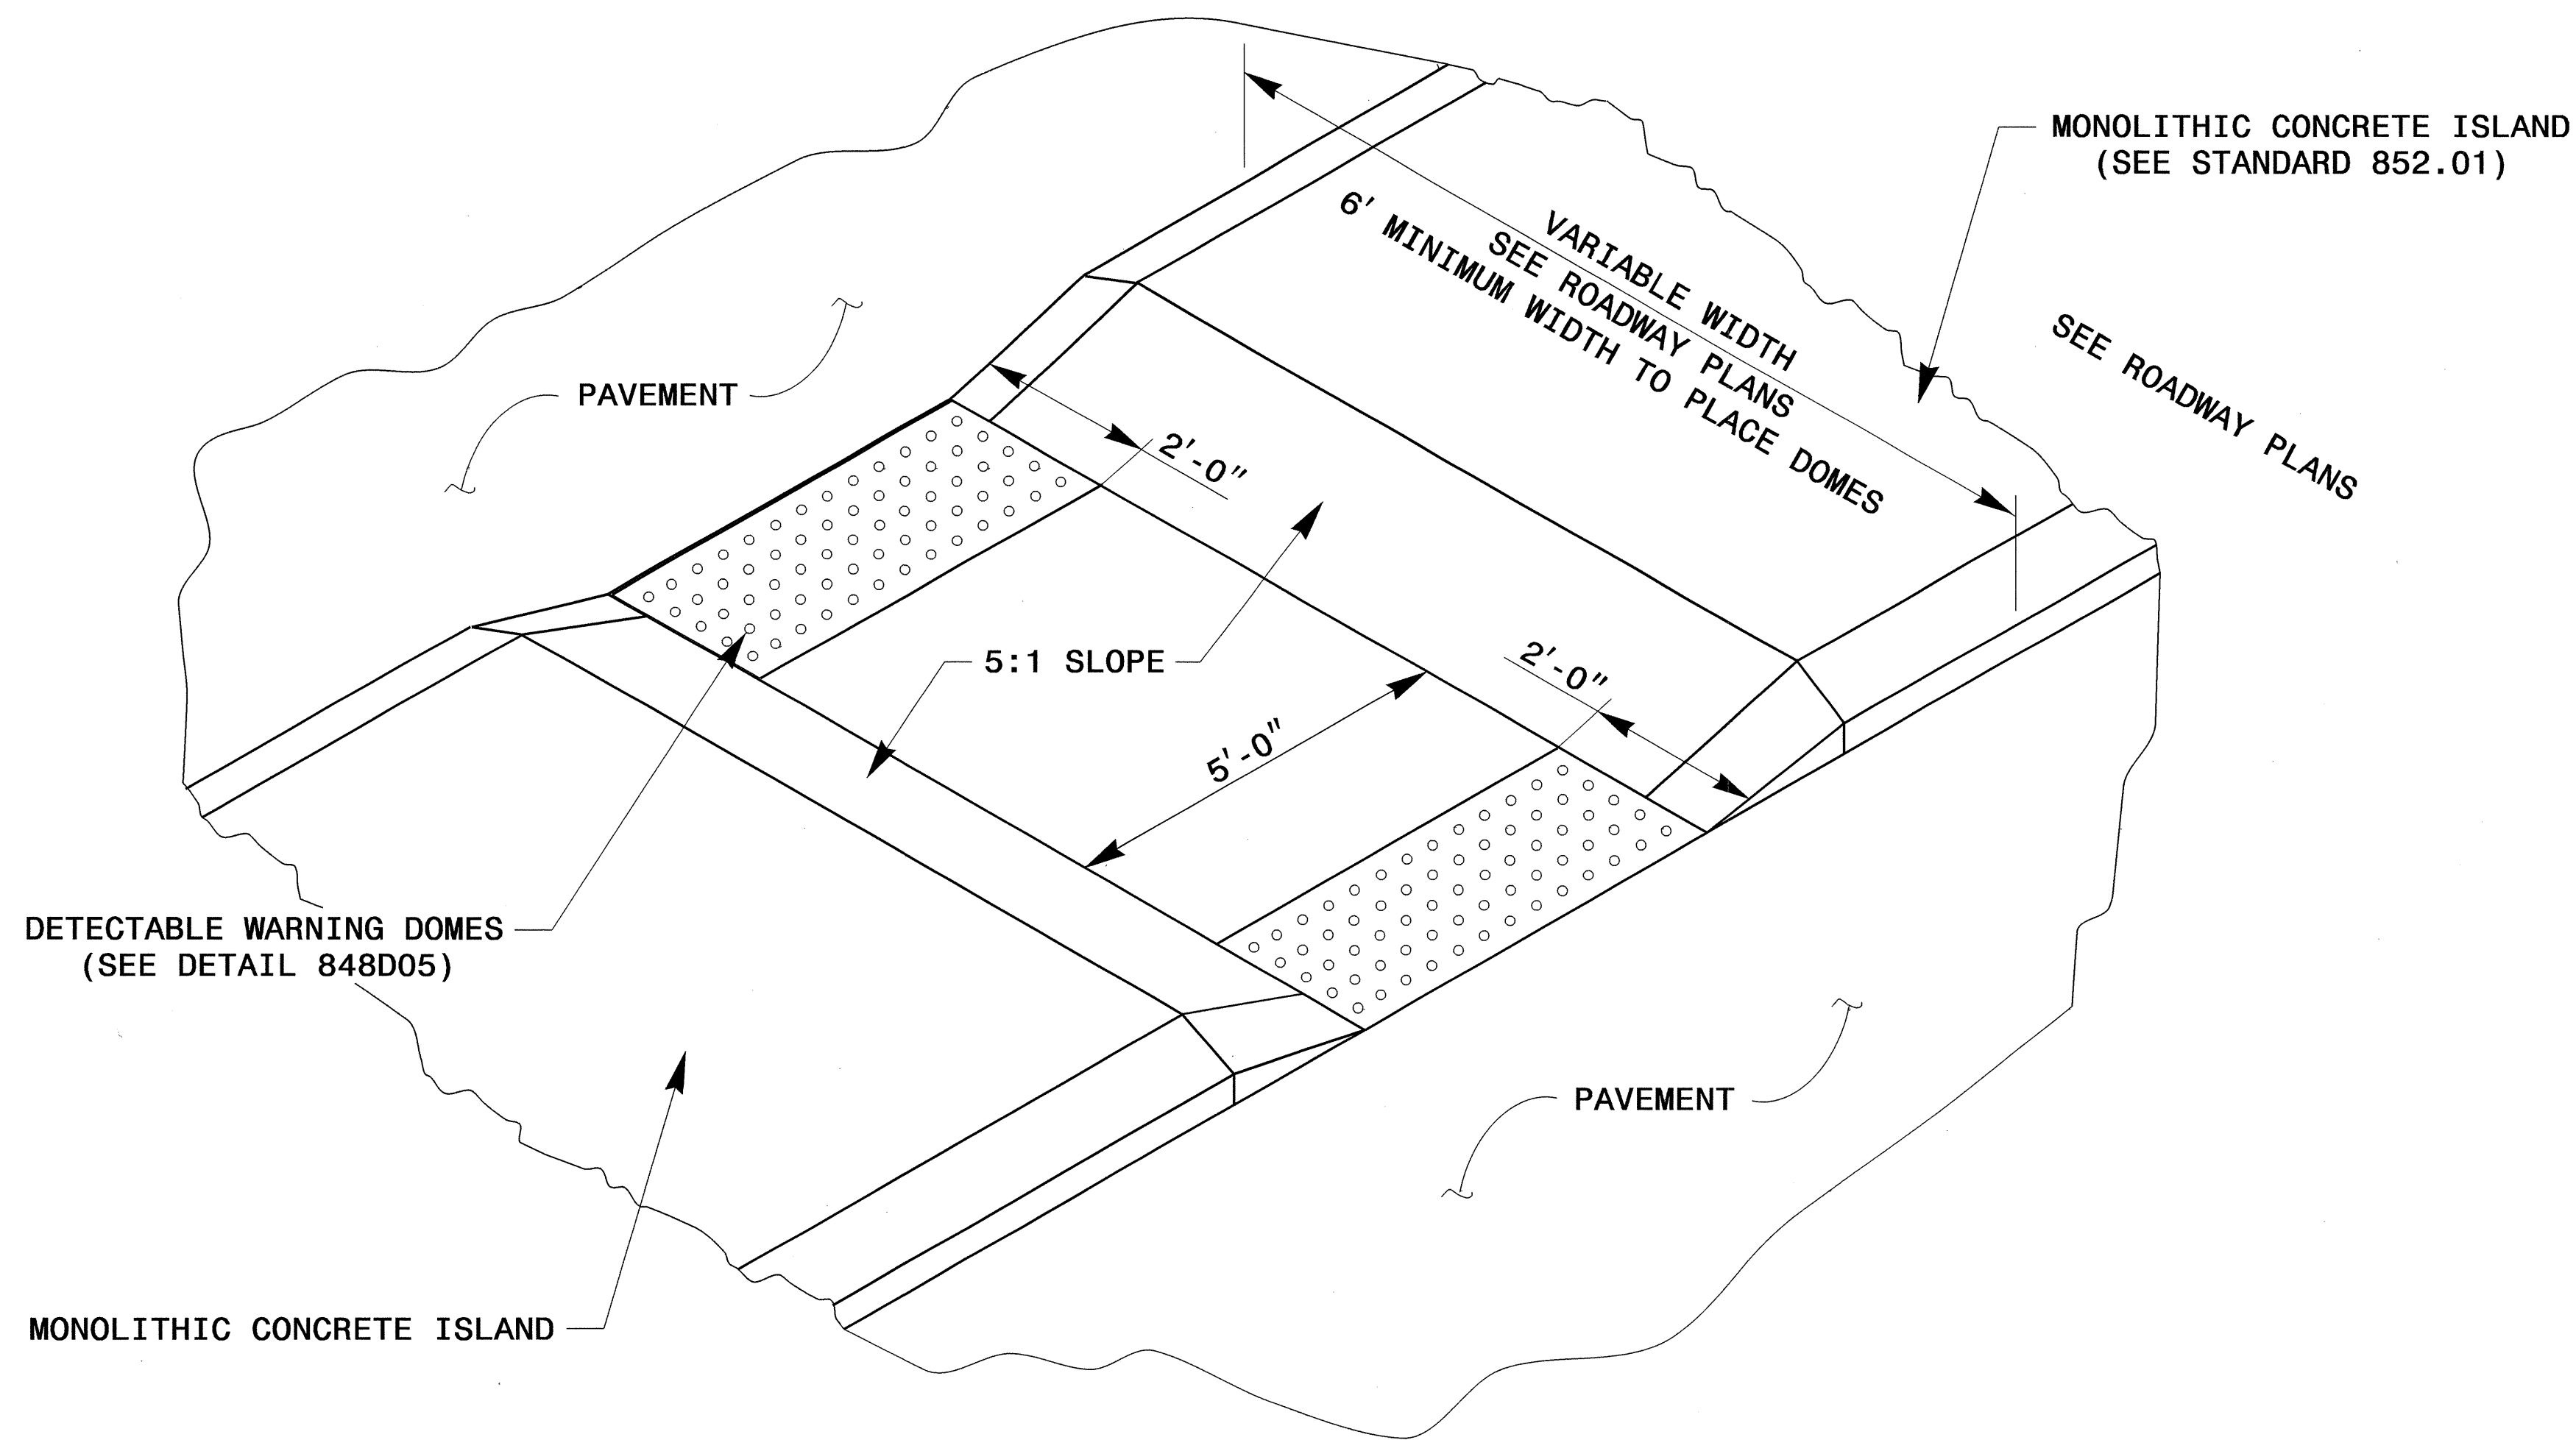 MONOLITHIC CONCRETE ISLAND
(SEE STANDARD 852.01)
VARIABLE WIDTH
SEE ROADWAY PLANS
6' MINIMUM WIDTH TO PLACE DOMES
SEE ROADWAY PLANS
PAVEMENT
2'-0"
5:1 SLOPE
2'-0"
5'-0"
DETECTABLE WARNING DOMES
(SEE DETAIL 848D05)
PAVEMENT
MONOLITHIC CONCRETE ISLAND